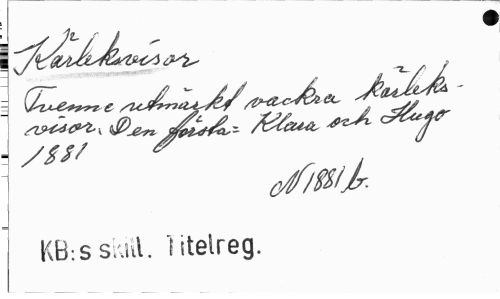 Kärleksvisor
Tvenne utmärkt vackra kärleks-
visor. Den första= Klara och Hugo
1881
N 1881 b.
KB:s skill. Titelreg.